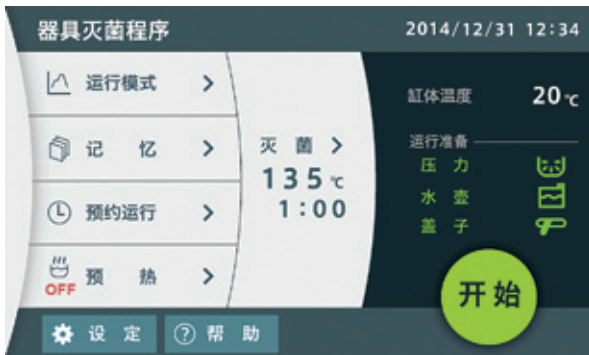 器具灭菌程序
2014/12/31 12:34
运行模式
记忆
预约运行
OFF 预热
灭菌
135℃
1:00
缸体温度 20℃
运行准备
压力
水壶
盖子
开始
设定
帮助